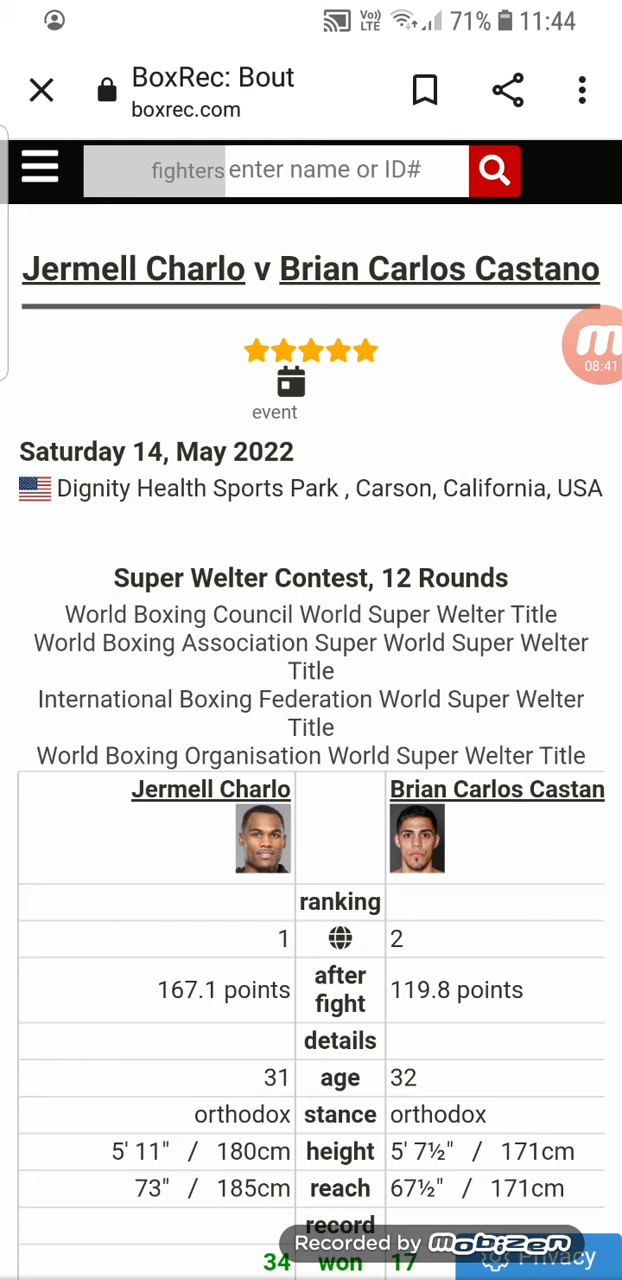 Vo)) LTE 71% 11:44
BoxRec: Bout
boxrec.com
fighters enter name or ID#
Jermell Charlo v Brian Carlos Castano
m
08:41
event
Saturday 14, May 2022
Dignity Health Sports Park , Carson, California, USA
Super Welter Contest, 12 Rounds
World Boxing Council World Super Welter Title
World Boxing Association Super World Super Welter
Title
International Boxing Federation World Super Welter
Title
World Boxing Organisation World Super Welter Title
Jermell Charlo Brian Carlos Castan
ranking
1 2
167.1 points after fight 119.8 points
details
31 age 32
orthodox stance orthodox
5' 11" / 180cm height 5' 7½" / 171cm
73" / 185cm reach 67½" / 171cm
record
Recorded by mobizen
34 won 17 Privacy